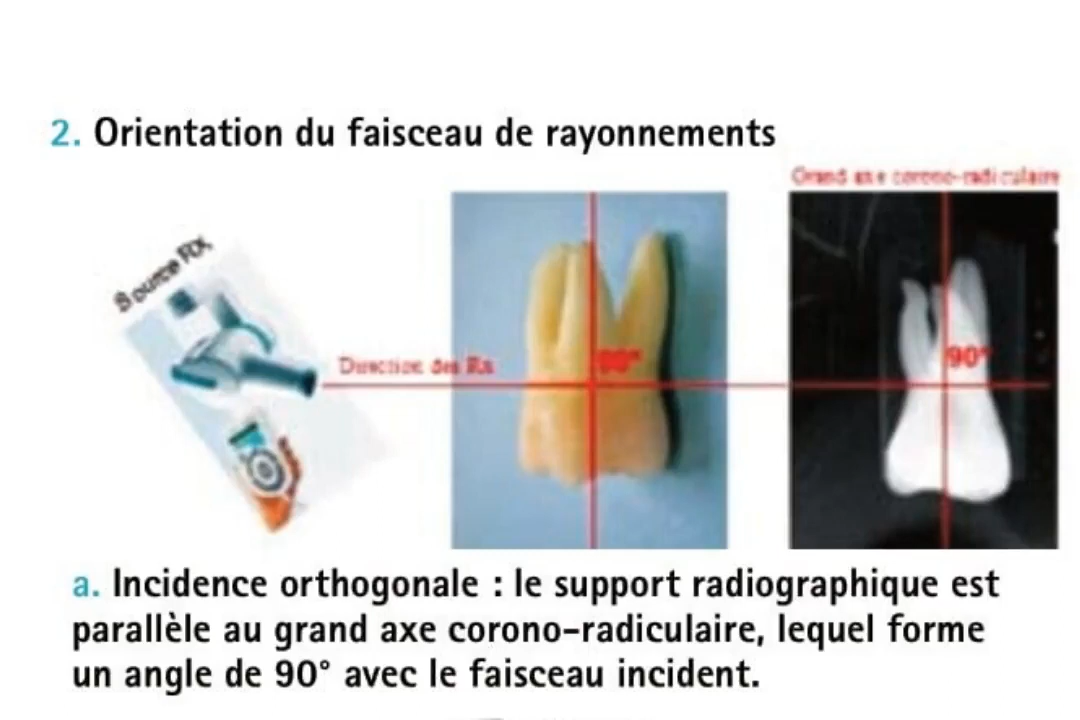 2. Orientation du faisceau de rayonnements
Grand axe corono-radiculaire
Source RX
Direction des Rx
90°
90°
a. Incidence orthogonale : le support radiographique est
parallèle au grand axe corono-radiculaire, lequel forme
un angle de 90° avec le faisceau incident.